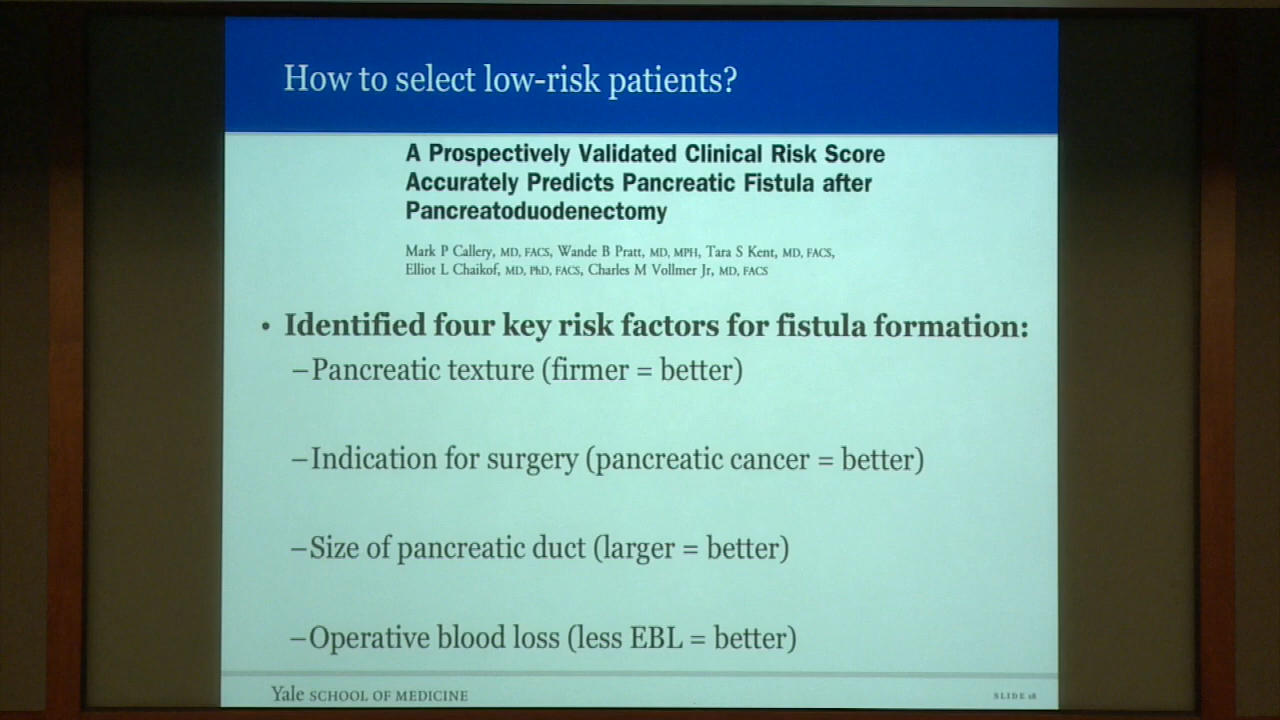 How to select low-risk patients?
A Prospectively Validated Clinical Risk Score
Accurately Predicts Pancreatic Fistula after
Pancreatoduodenectomy
Mark P Callery, MD, FACS, Wande B Pratt, MD, MPH, Tara S Kent, MD, FACS,
Elliot L Chaikof, MD, PhD, FACS, Charles M Vollmer Jr, MD, FACS
• Identified four key risk factors for fistula formation:
–Pancreatic texture (firmer = better)
–Indication for surgery (pancreatic cancer = better)
–Size of pancreatic duct (larger = better)
–Operative blood loss (less EBL = better)
Yale SCHOOL OF MEDICINE
SLIDE 18